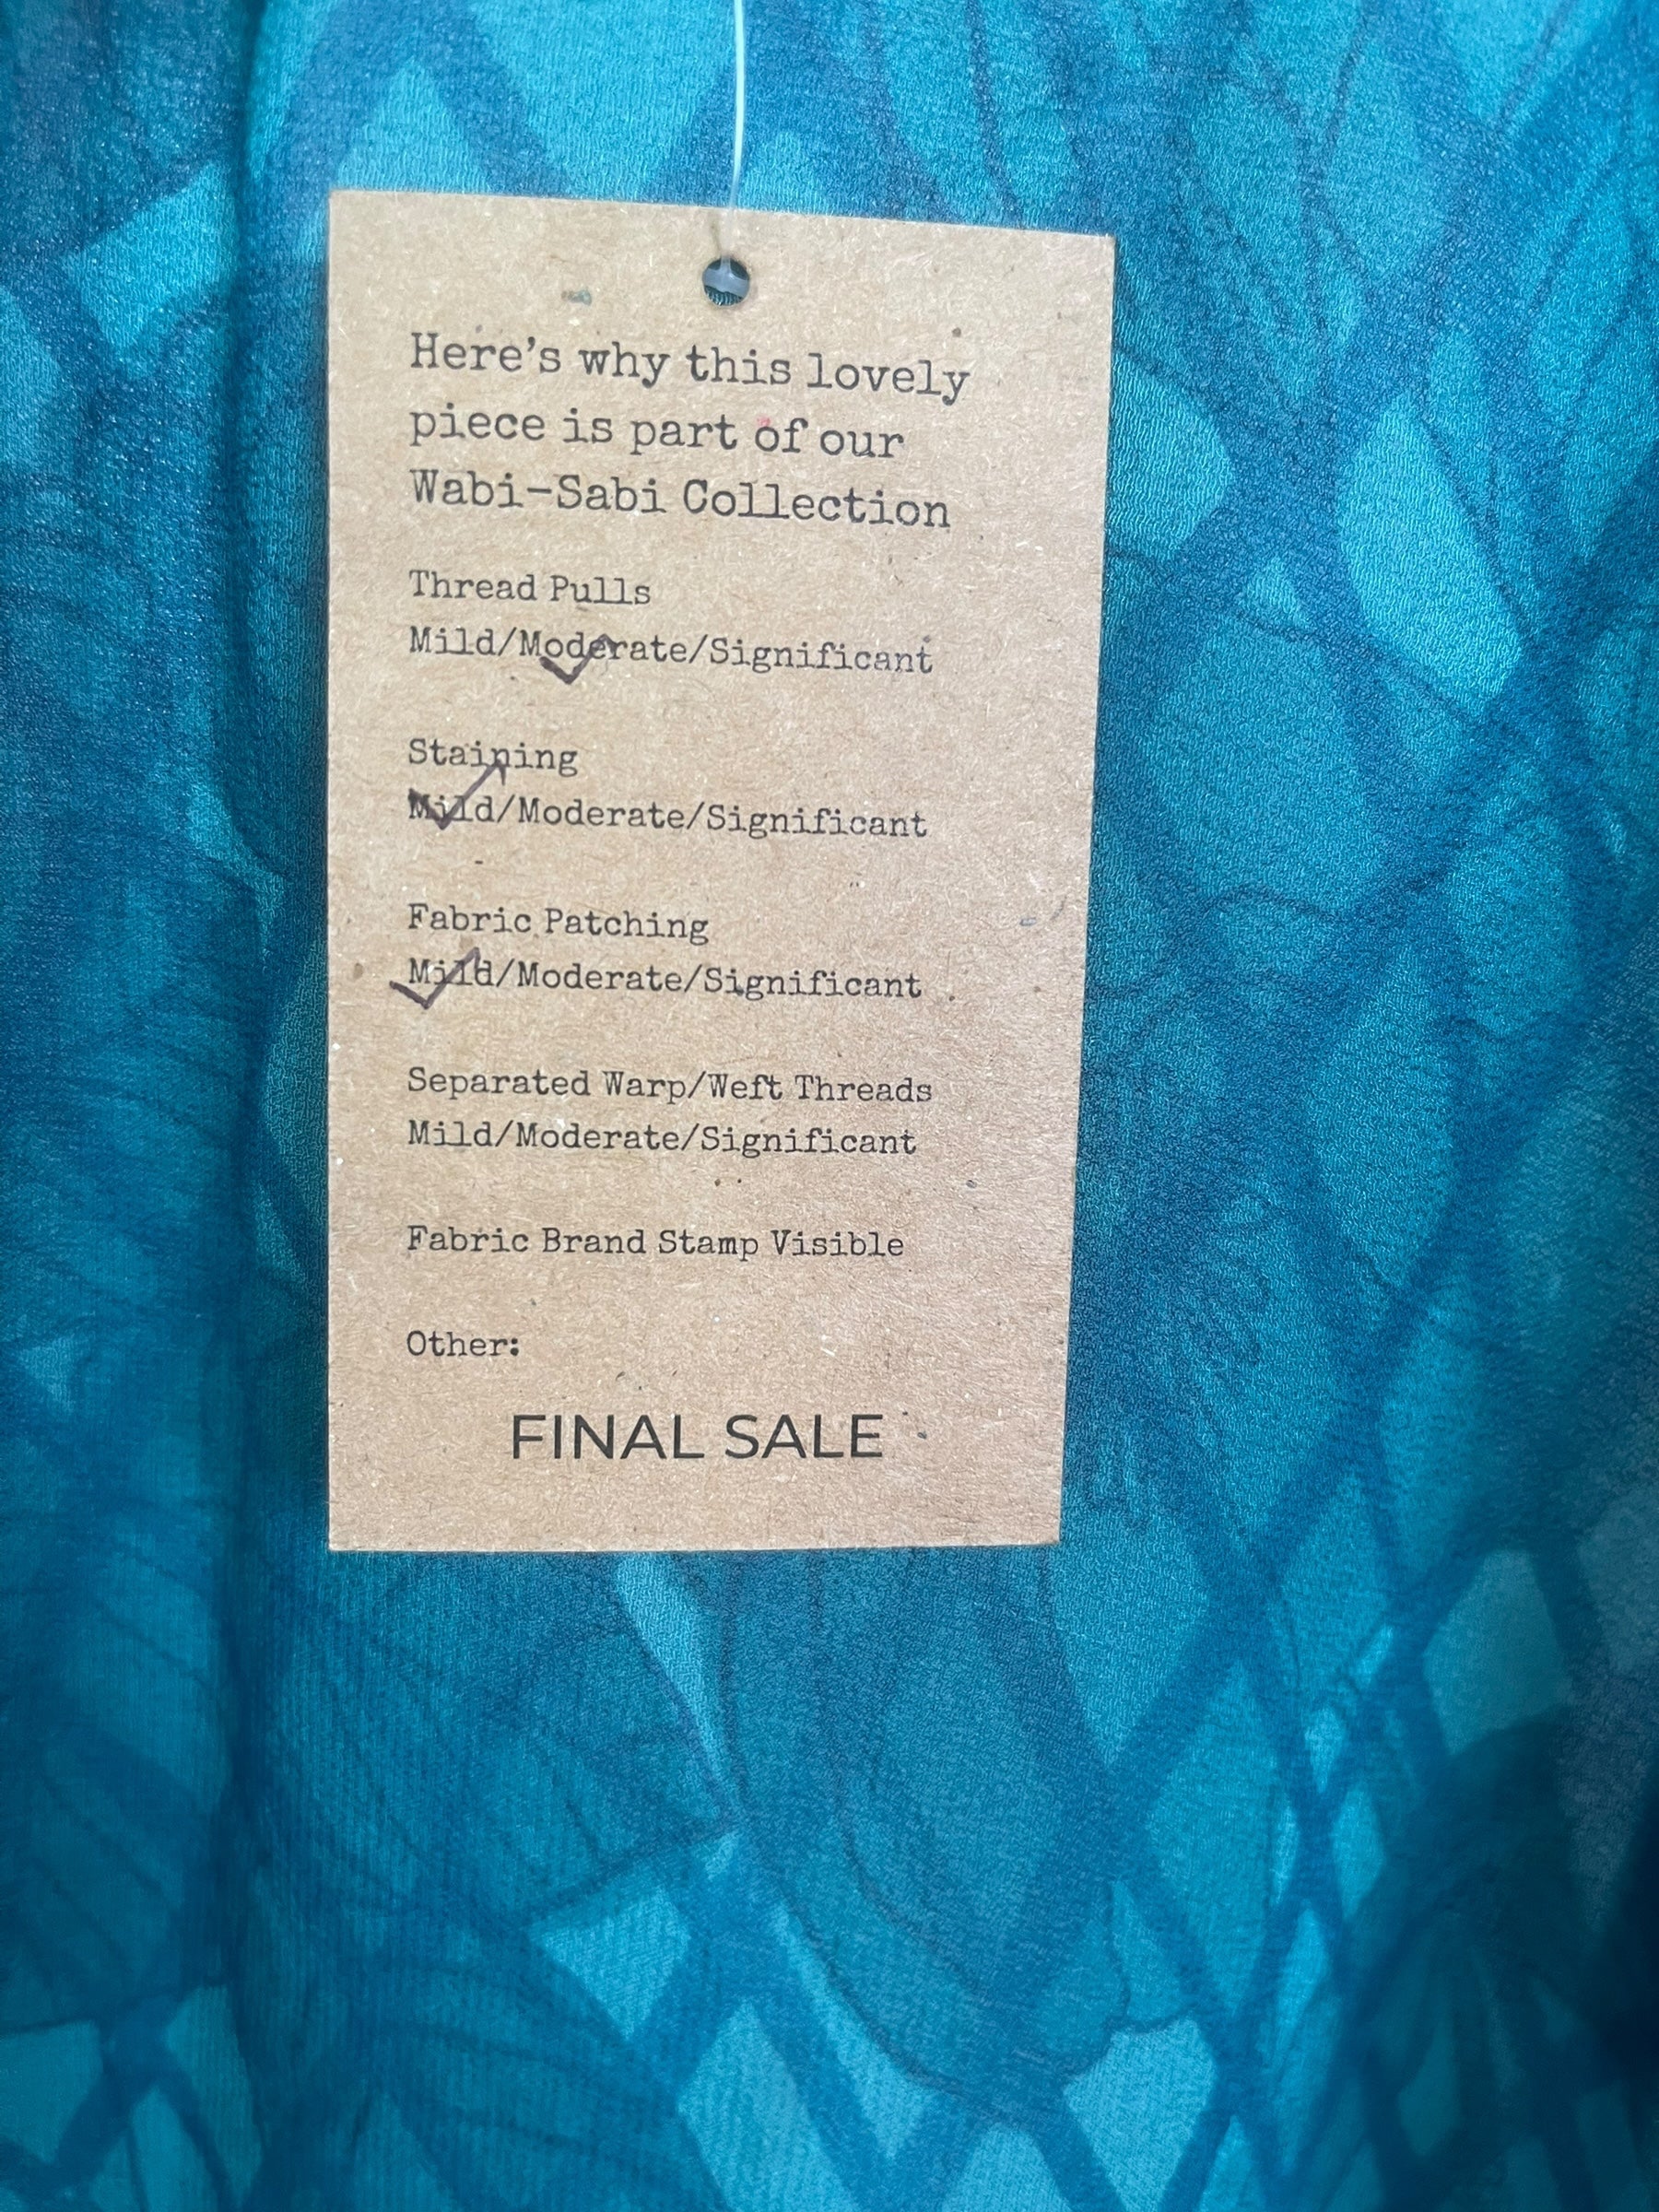 Here's why this lovely
piece is part of our
Wabi-Sabi Collection
Thread Pulls
Mild/Moderate/Significant
Staining
Mild/Moderate/Significant
Fabric Patching
Mild/Moderate/Significant
Separated Warp/Weft Threads
Mild/Moderate/Significant
Fabric Brand Stamp Visible
Other:
FINAL SALE